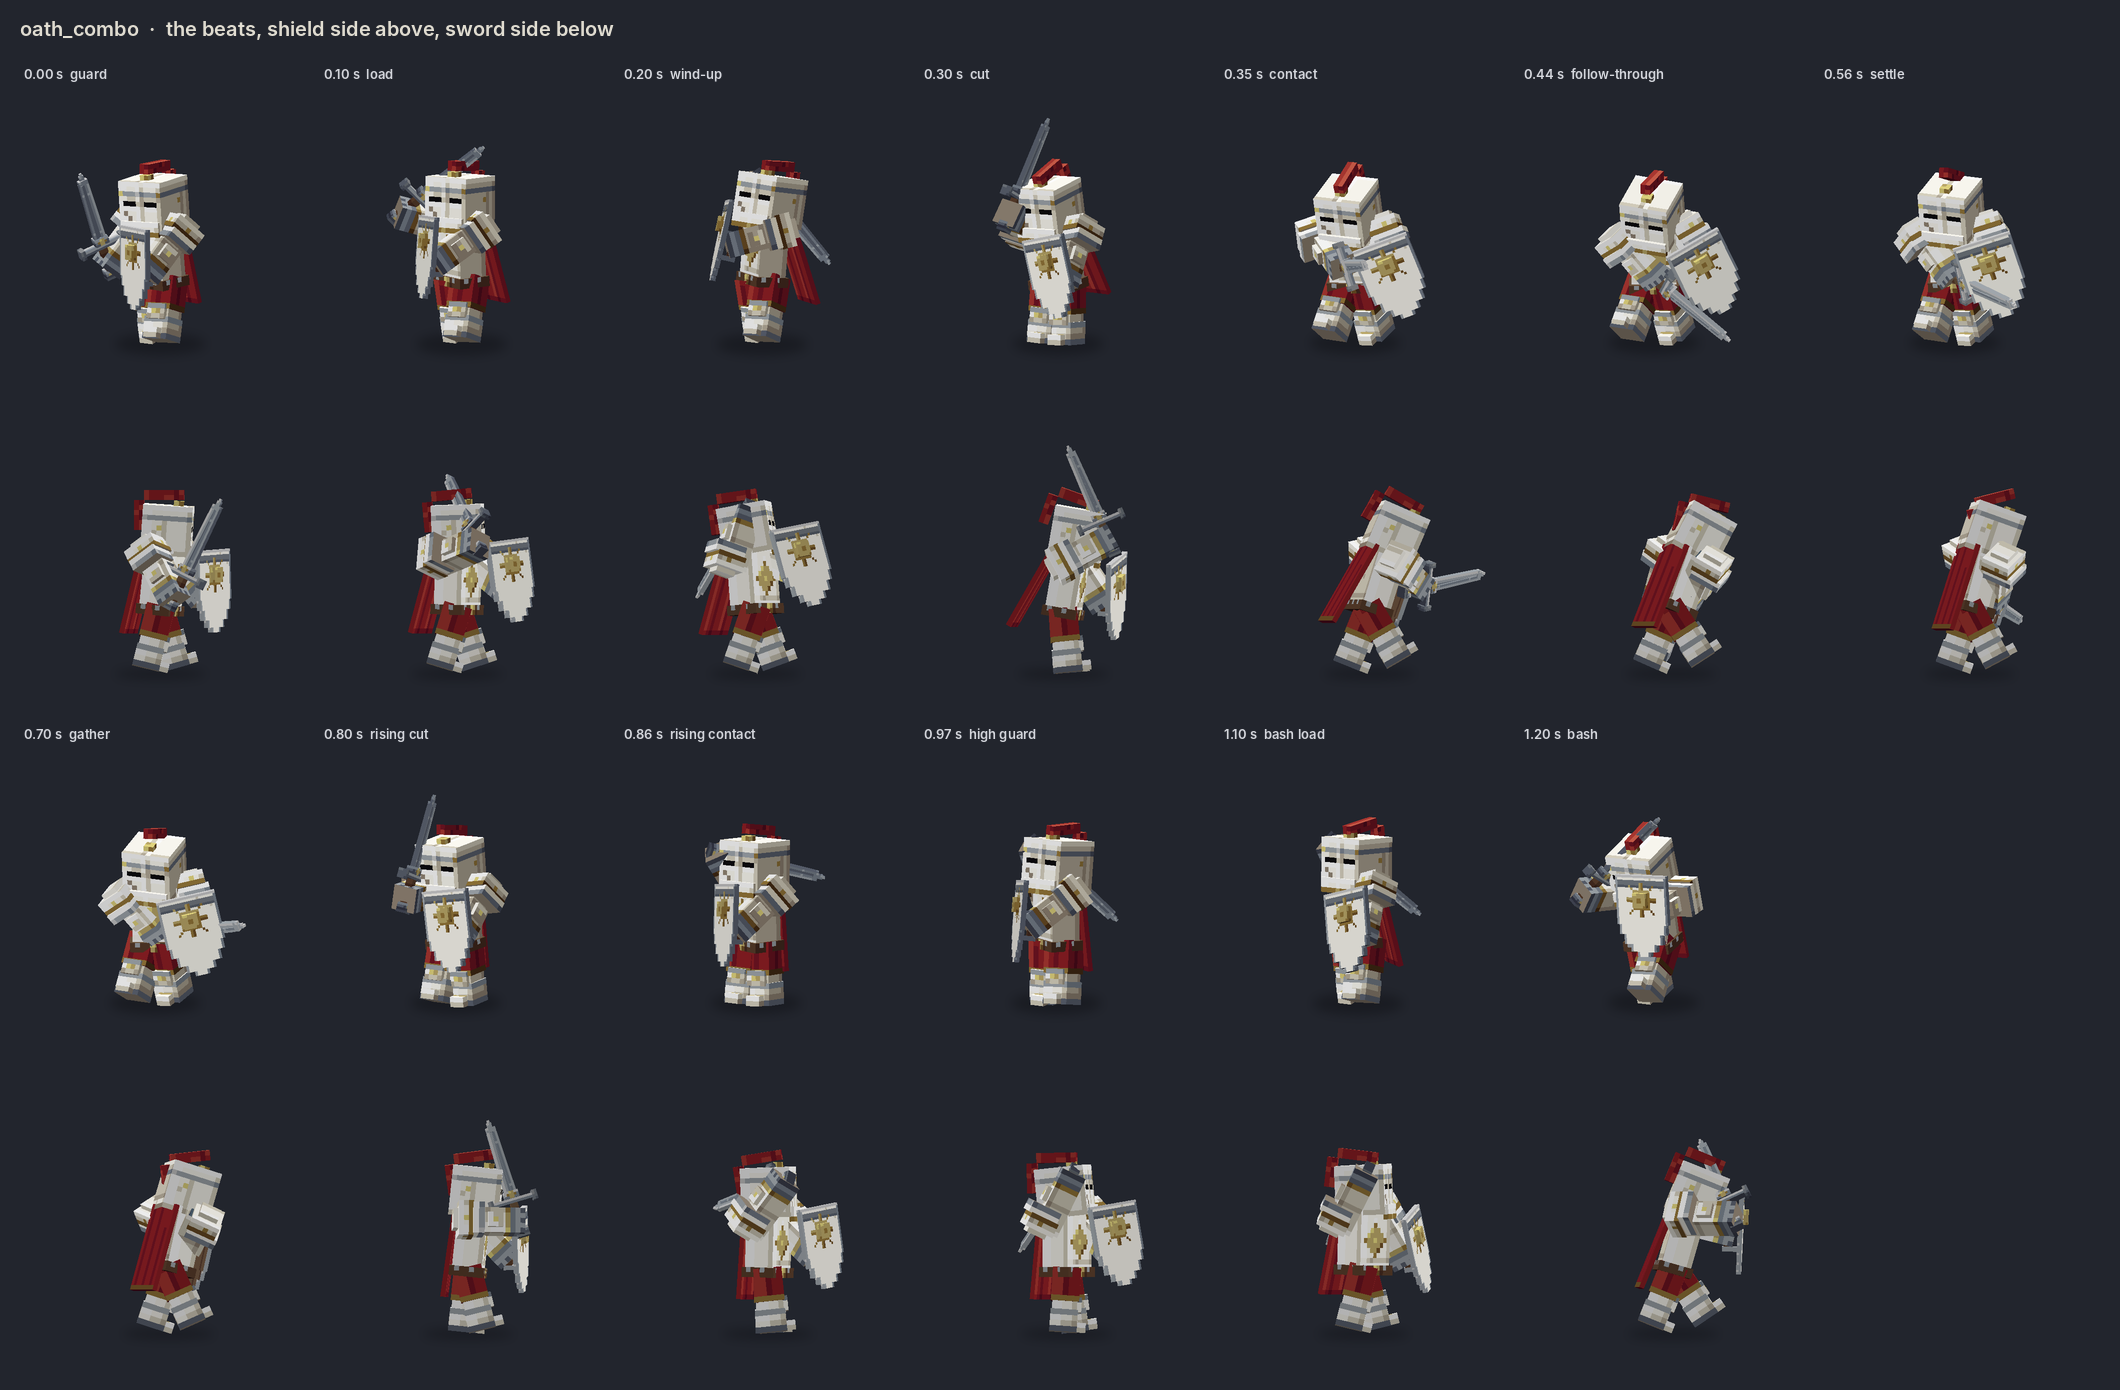 oath_combo · the beats, shield side above, sword side below
0.00 s guard
0.10 s load
0.20 s wind-up
0.30 s cut
0.35 s contact
0.44 s follow-through
0.56 s settle
0.70 s gather
0.80 s rising cut
0.86 s rising contact
0.97 s high guard
1.10 s bash load
1.20 s bash